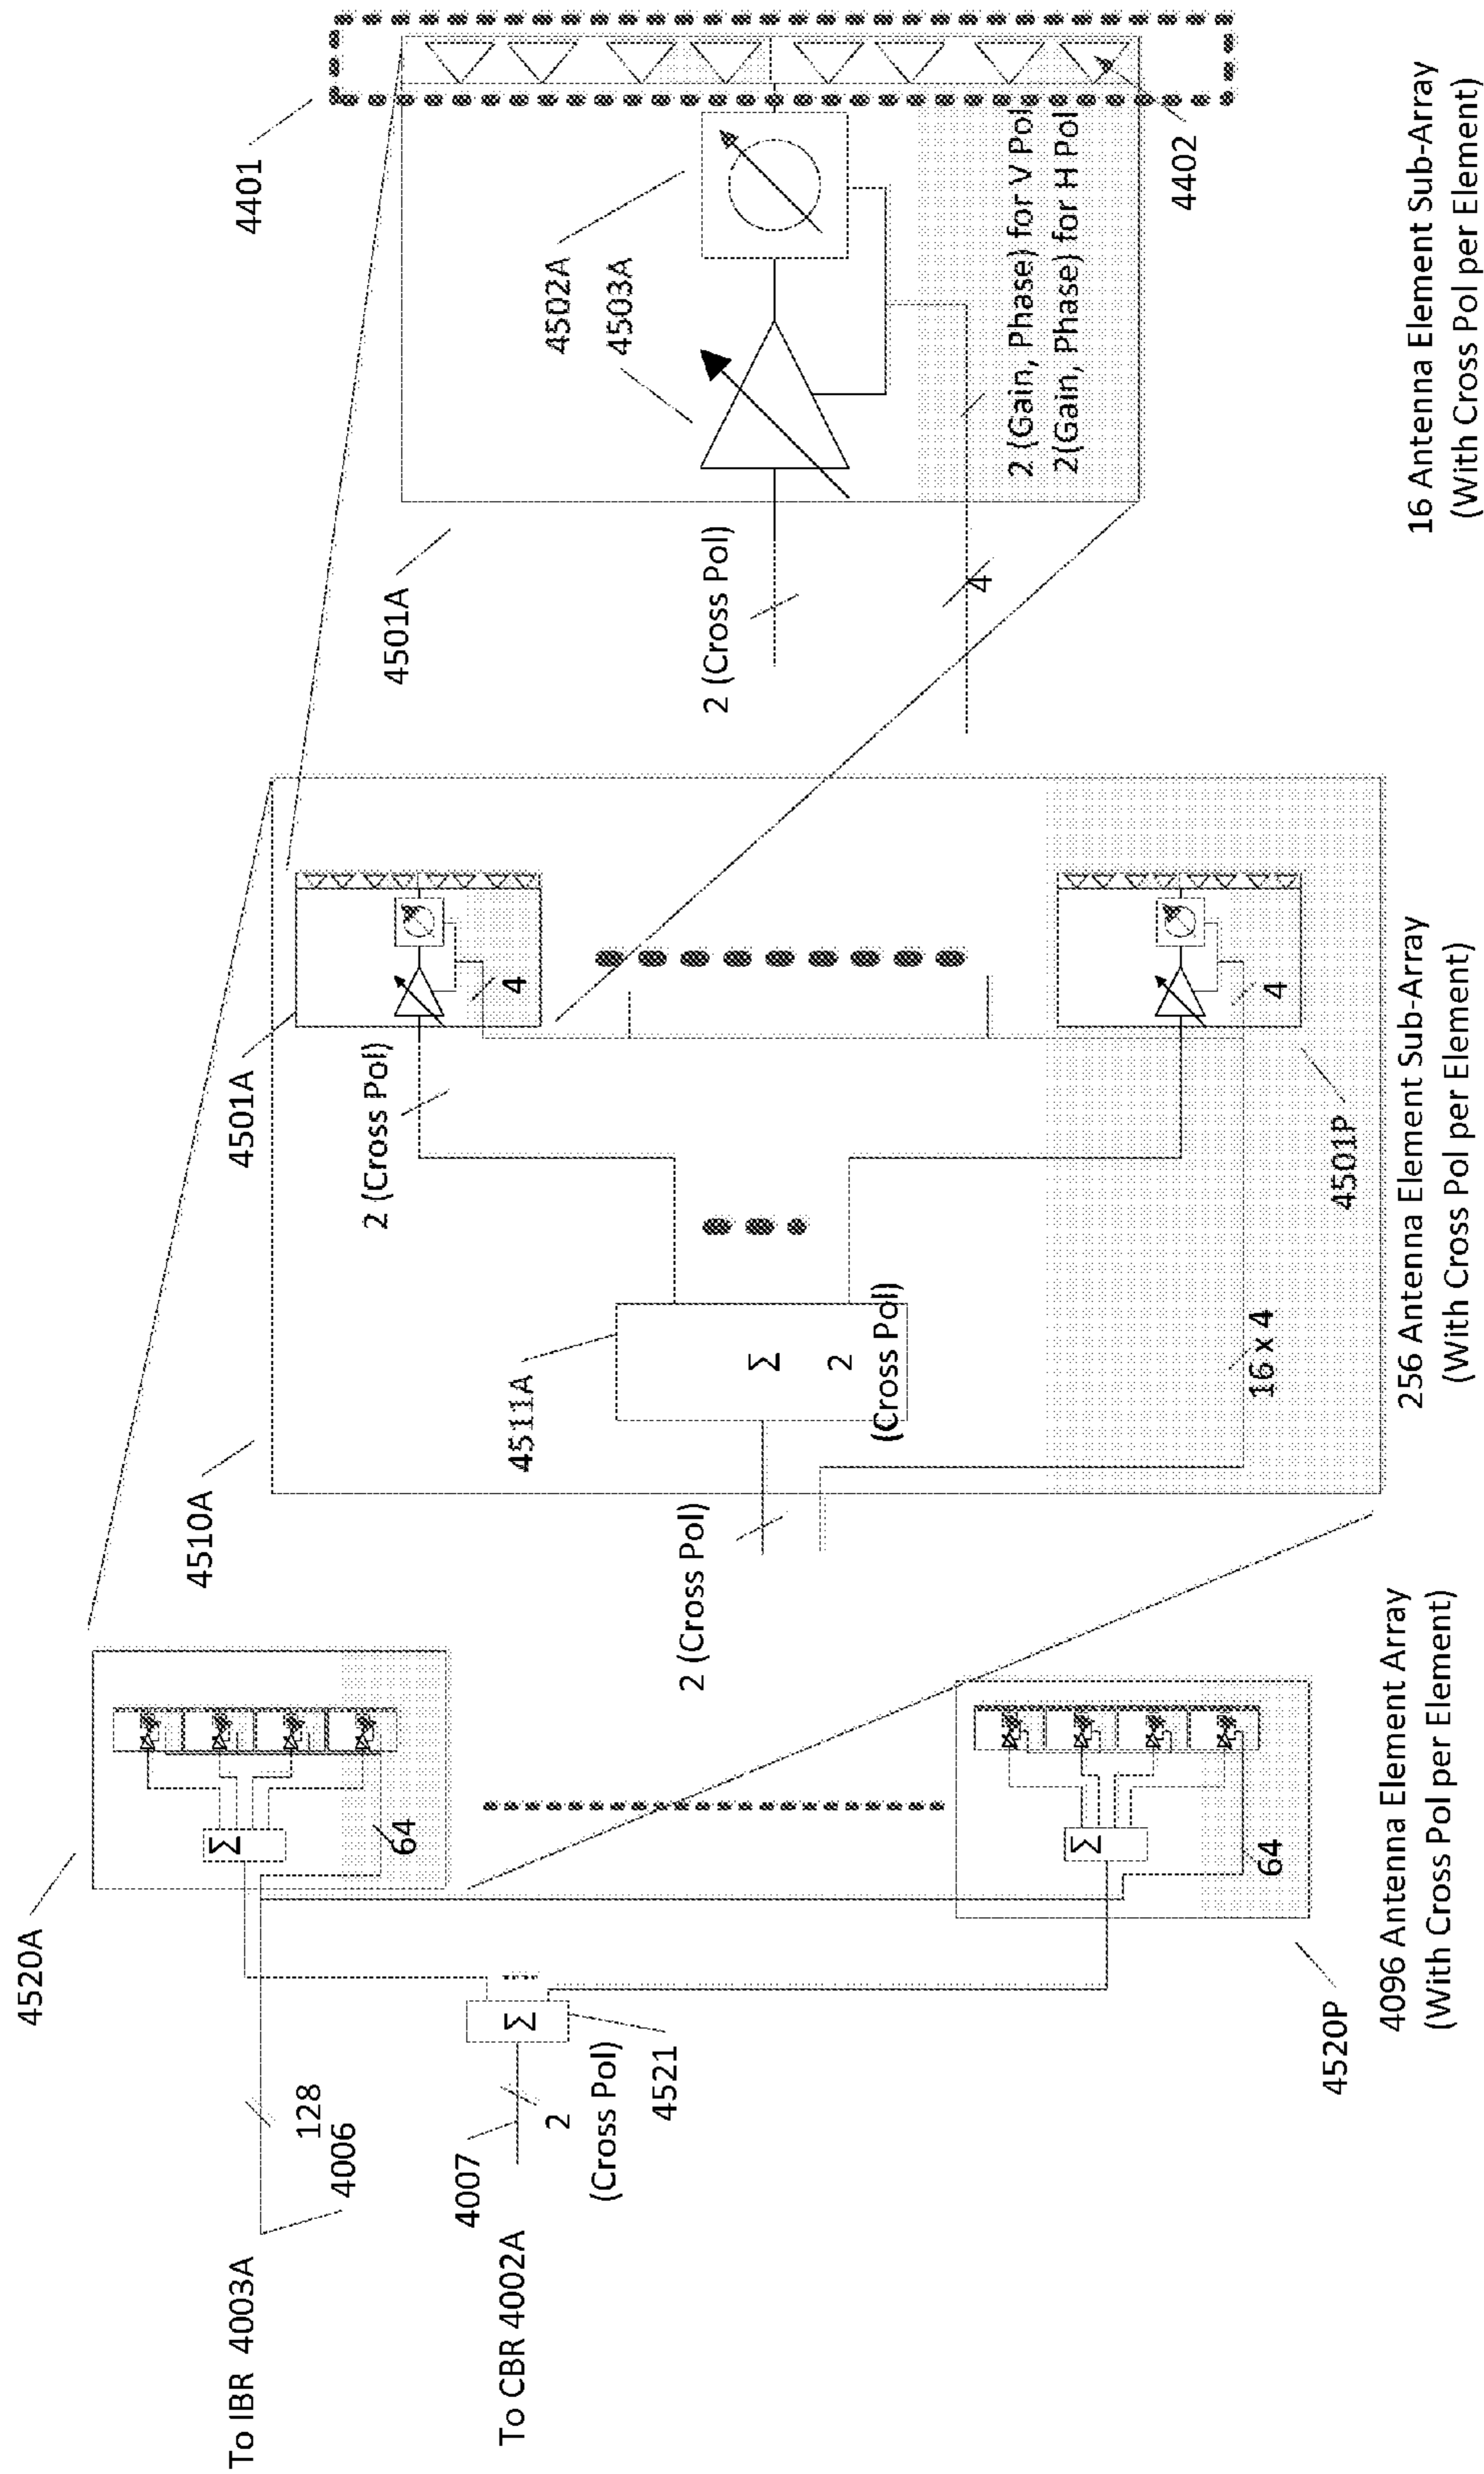 To IBR 4003A
128
4006
To CBR 4002A
4007
2
(Cross Pol)
4521
Σ
4520A
Σ
64
4520P
Σ
64
4096 Antenna Element Array
(With Cross Pol per Element)
4510A
2 (Cross Pol)
4511A
Σ
2
(Cross Pol)
16 x 4
4501A
2 (Cross Pol)
4
4
4501P
256 Antenna Element Sub-Array
(With Cross Pol per Element)
4501A
2 (Cross Pol)
4
4502A
4503A
4401
2 (Gain, Phase) for V Pol
2(Gain, Phase) for H Pol
4402
16 Antenna Element Sub-Array
(With Cross Pol per Element)